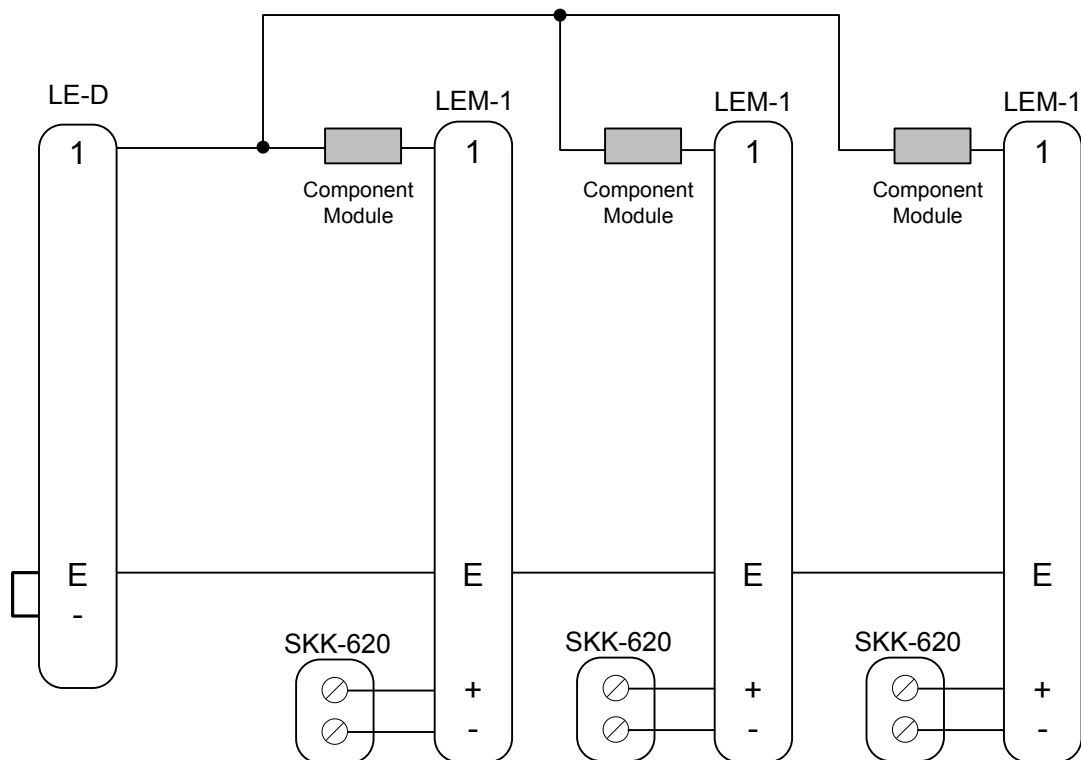 LE-D
LEM-1
LEM-1
LEM-1
1
1
1
1
Component
Module
Component
Module
Component
Module
E
E
E
E
-
SKK-620
SKK-620
SKK-620
+
+
+
-
-
-